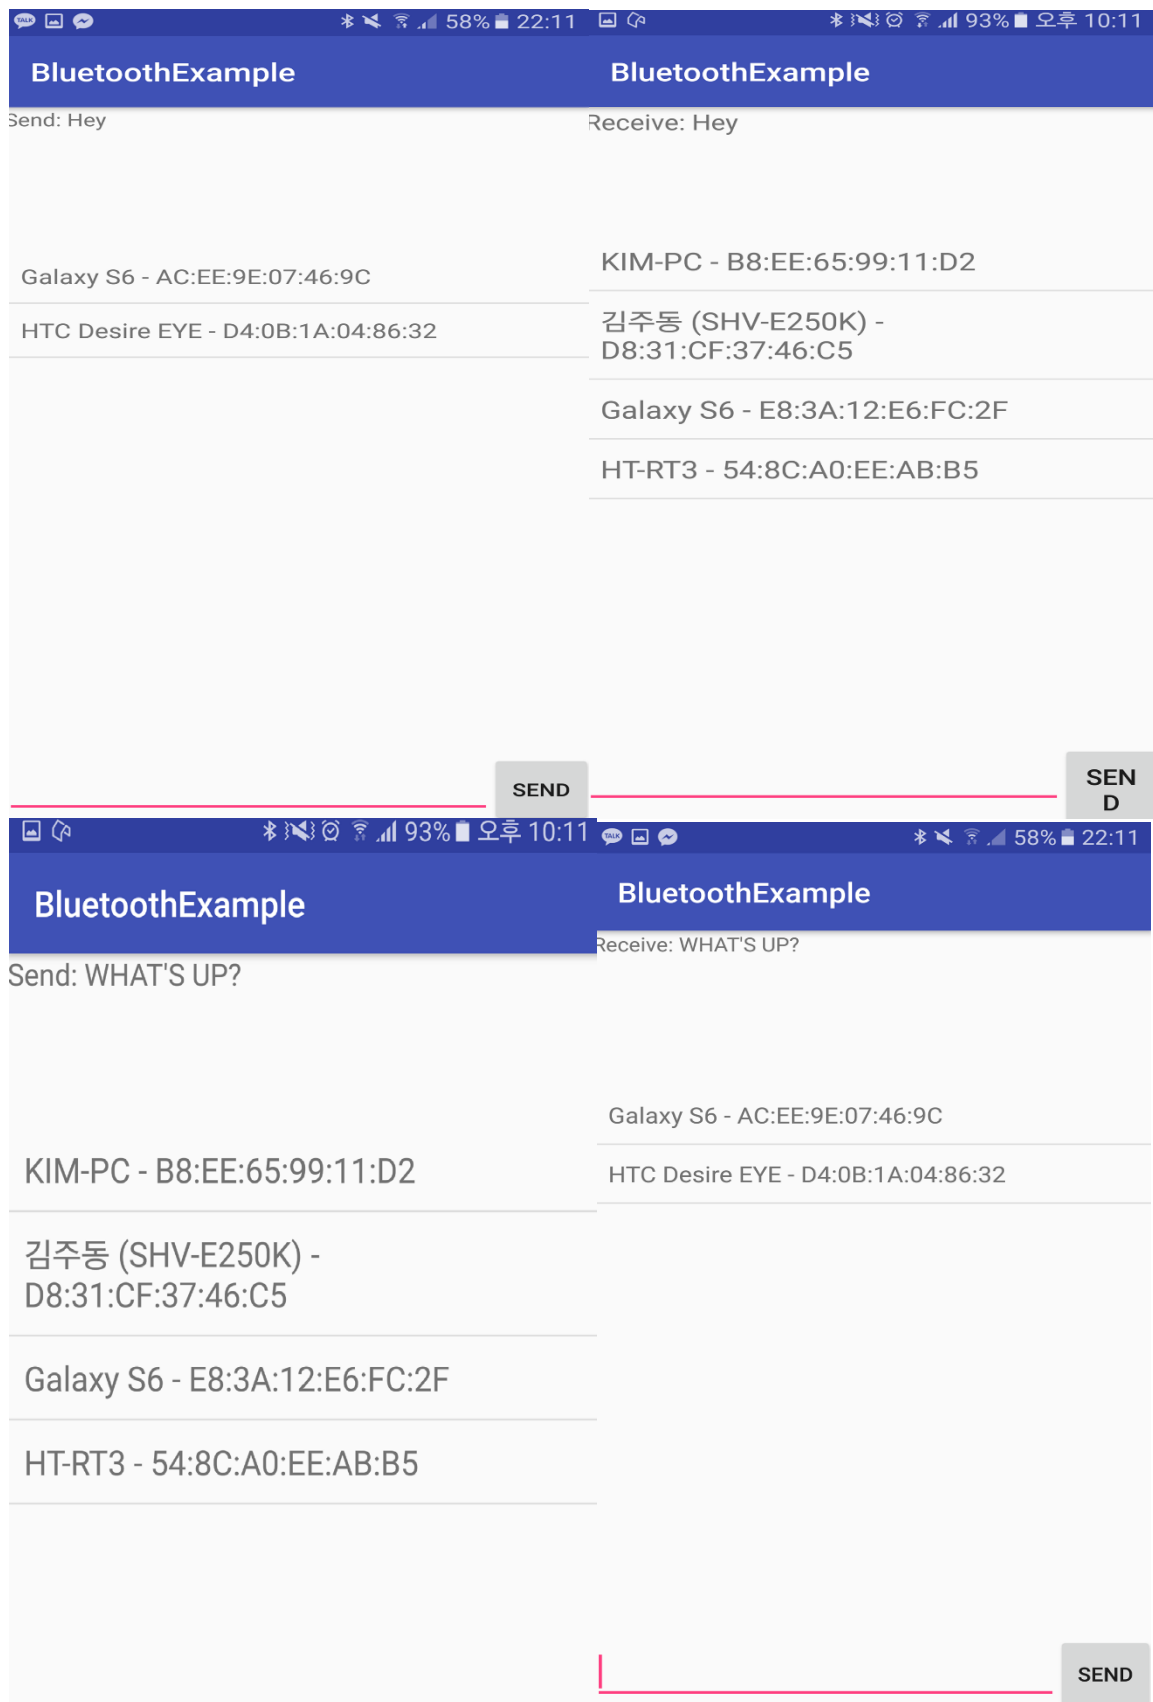 TALK 58% 22:11
BluetoothExample
Send: Hey
Galaxy S6 - AC:EE:9E:07:46:9C
HTC Desire EYE - D4:0B:1A:04:86:32
SEND
93% 오후 10:11
BluetoothExample
Receive: Hey
KIM-PC - B8:EE:65:99:11:D2
김주동 (SHV-E250K) -
D8:31:CF:37:46:C5
Galaxy S6 - E8:3A:12:E6:FC:2F
HT-RT3 - 54:8C:A0:EE:AB:B5
SEN
D
93% 오후 10:11
BluetoothExample
Send: WHAT'S UP?
KIM-PC - B8:EE:65:99:11:D2
김주동 (SHV-E250K) -
D8:31:CF:37:46:C5
Galaxy S6 - E8:3A:12:E6:FC:2F
HT-RT3 - 54:8C:A0:EE:AB:B5
TALK 58% 22:11
BluetoothExample
Receive: WHAT'S UP?
Galaxy S6 - AC:EE:9E:07:46:9C
HTC Desire EYE - D4:0B:1A:04:86:32
SEND